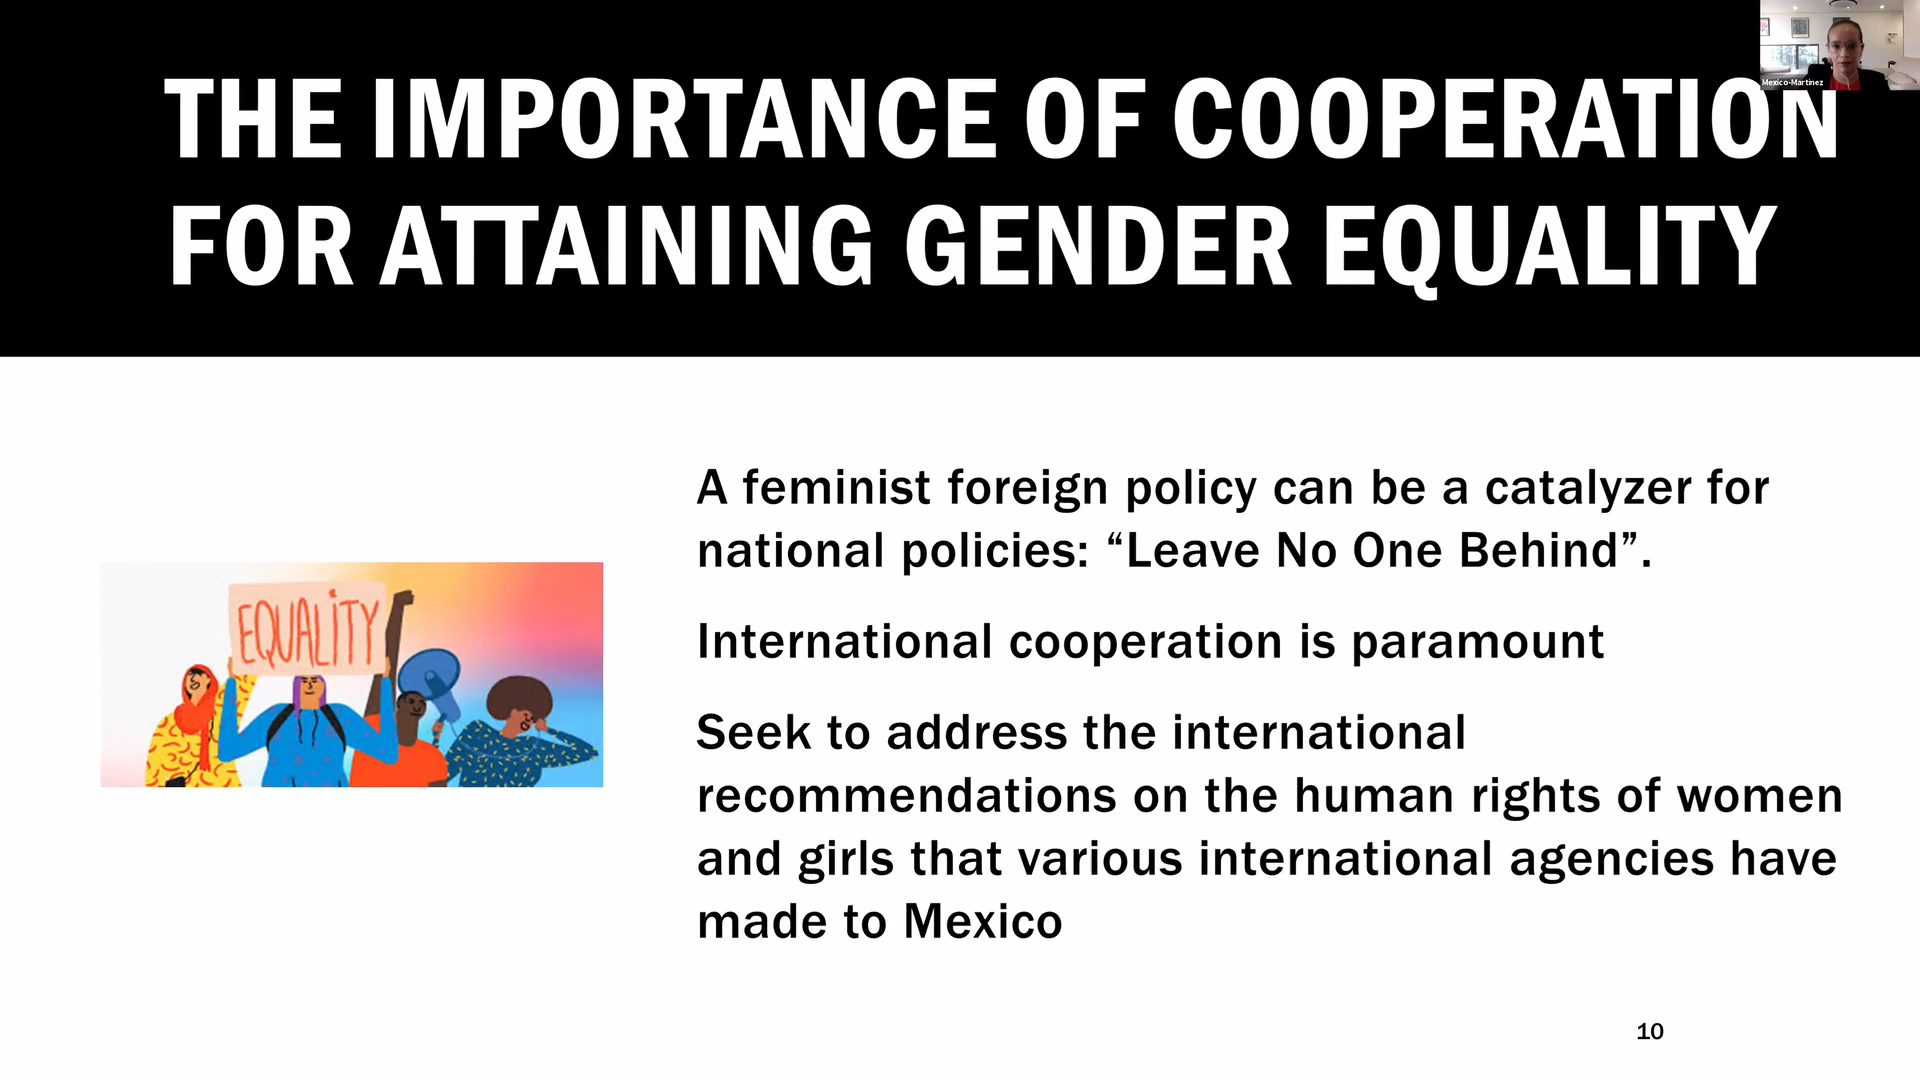 Mexico-Martinez
THE IMPORTANCE OF COOPERATION
FOR ATTAINING GENDER EQUALITY
EQUALITY
A feminist foreign policy can be a catalyzer for
national policies: “Leave No One Behind”.
International cooperation is paramount
Seek to address the international
recommendations on the human rights of women
and girls that various international agencies have
made to Mexico
10